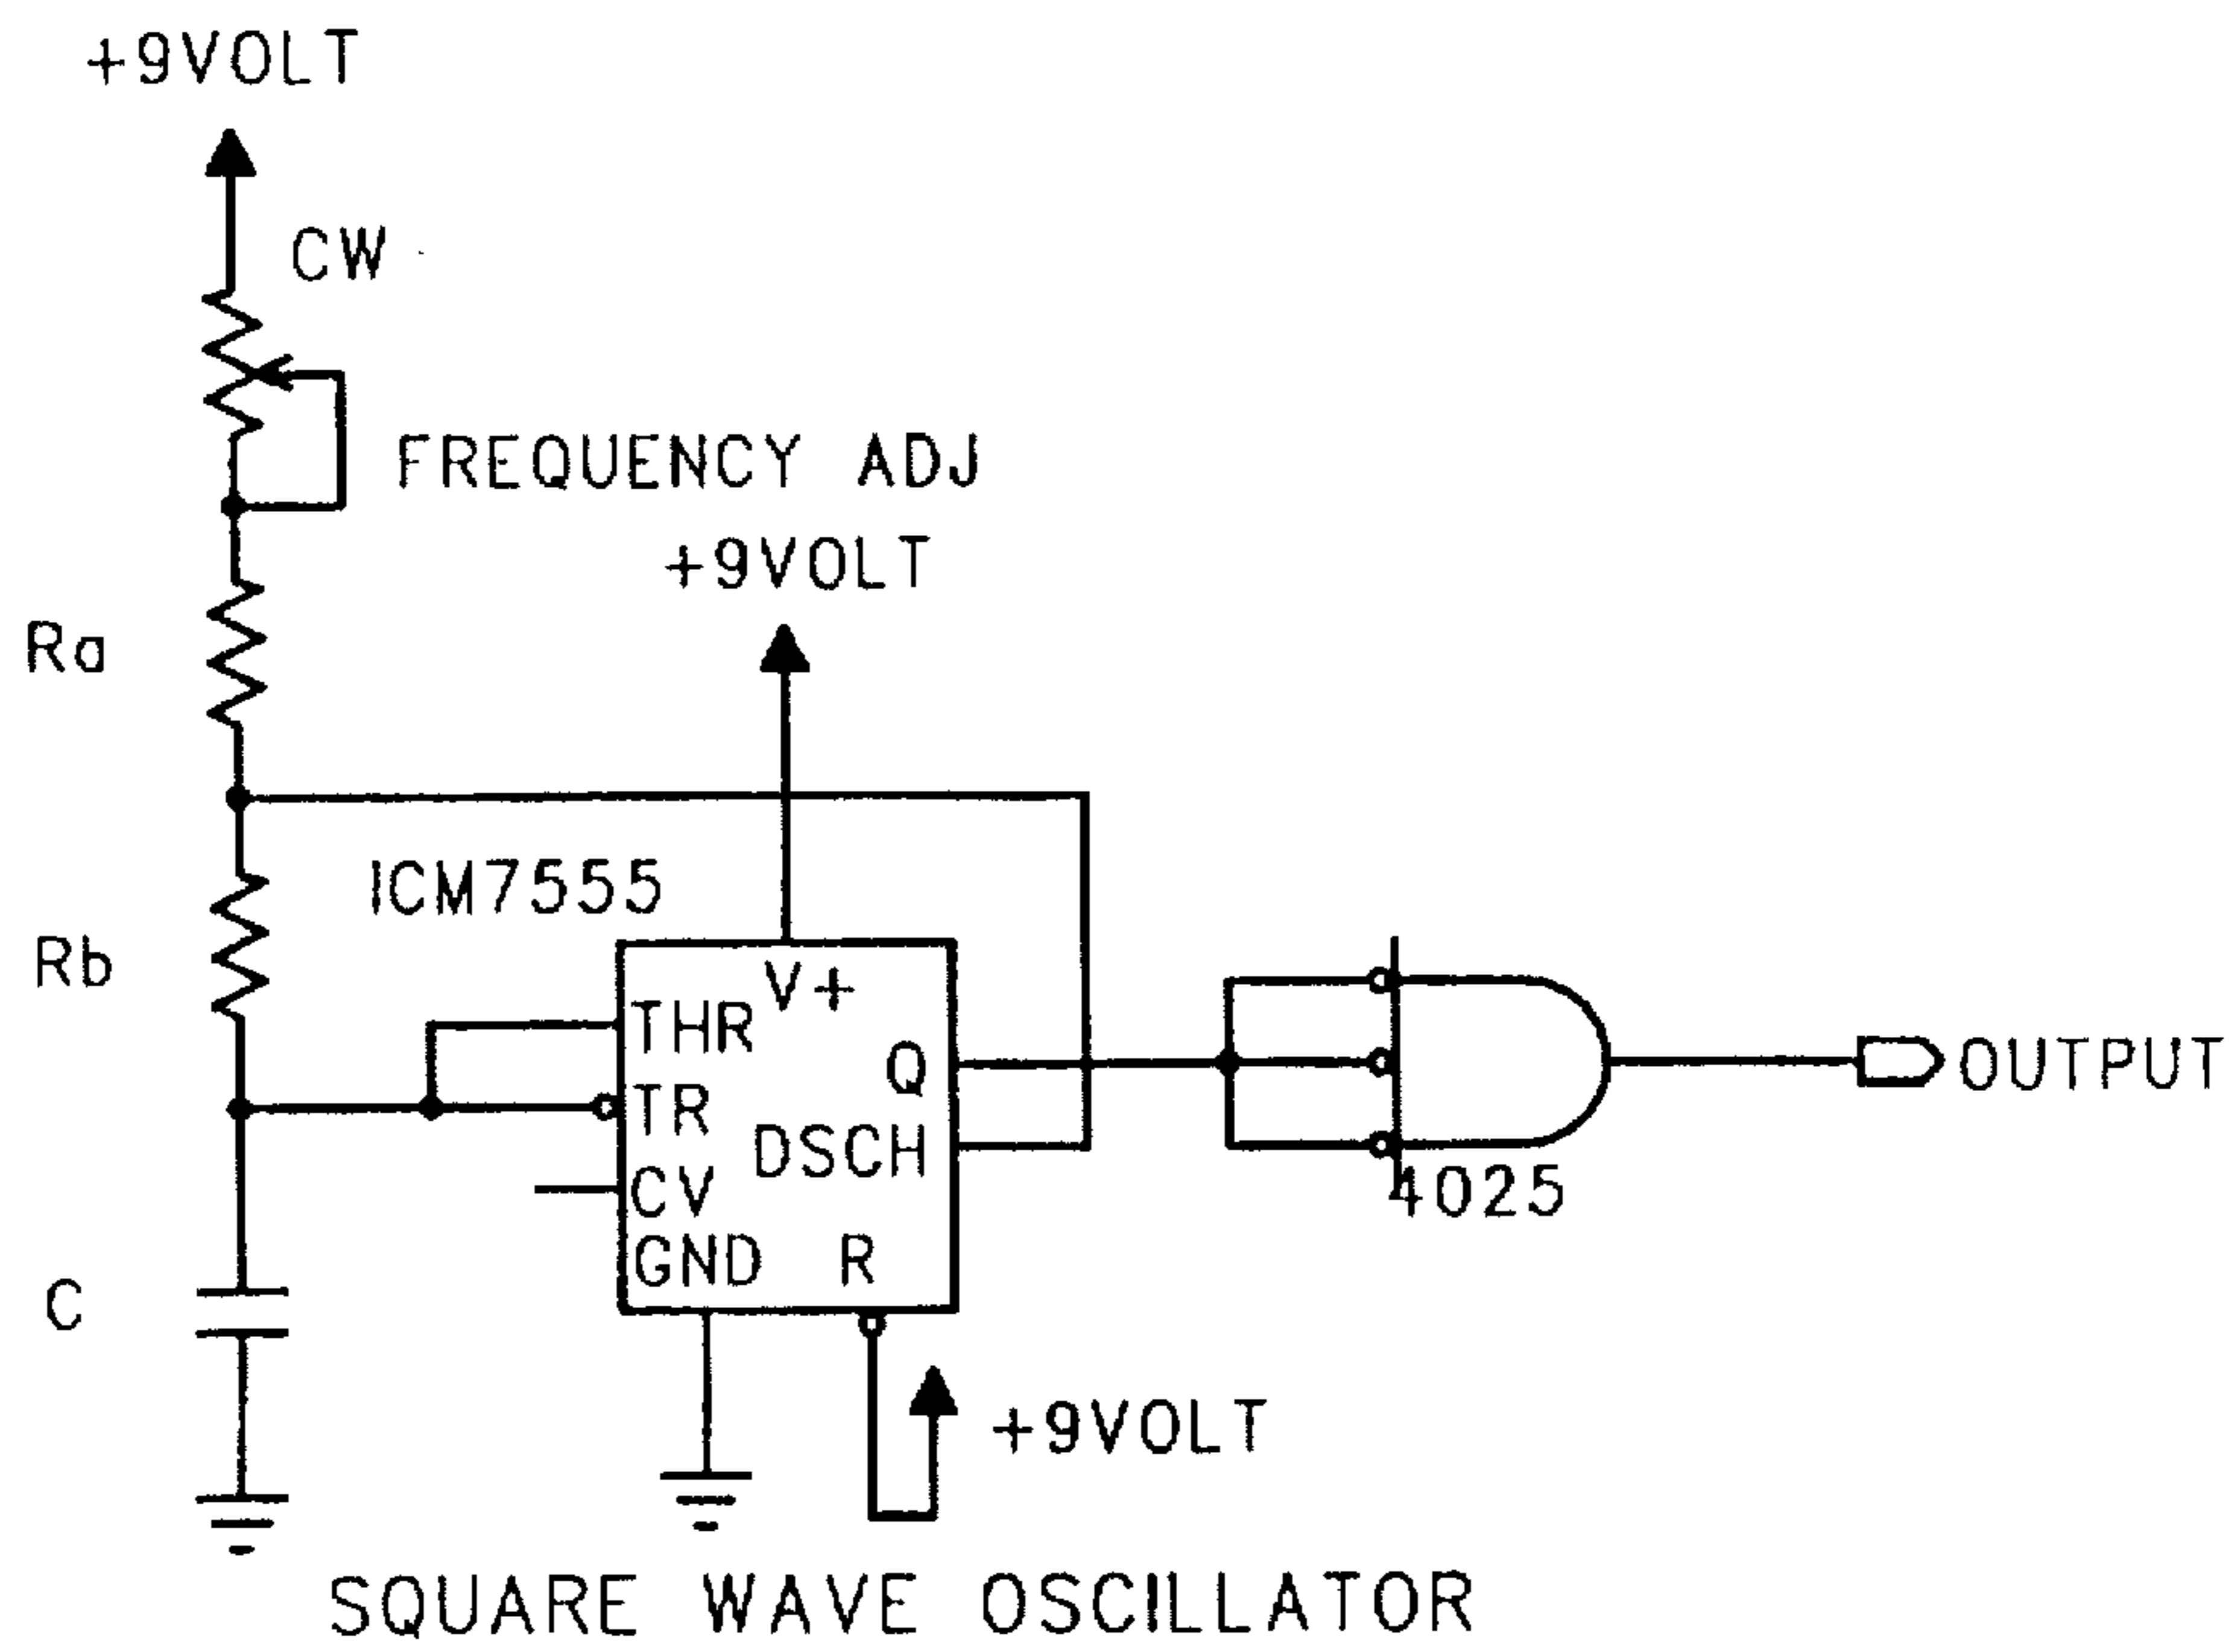 +9VOLT
CW
FREQUENCY ADJ
+9VOLT
Ra
ICM7555
Rb
V+
THR
Q
TR
DSCH
CV
GND R
OUTPUT
4025
C
+9VOLT
SQUARE WAVE OSCILLATOR